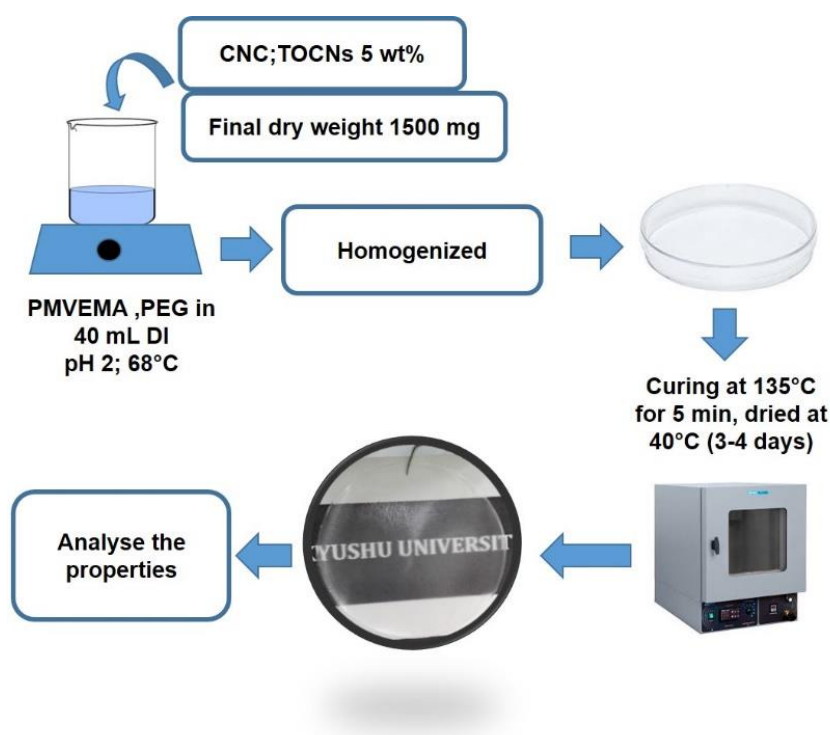 CNC;TOCNs 5 wt%
Final dry weight 1500 mg
Homogenized
PMVEMA ,PEG in
40 mL DI
pH 2; 68°C
Curing at 135°C
for 5 min, dried at
40°C (3-4 days)
YUSHU UNIVERSIT
Analyse the
properties